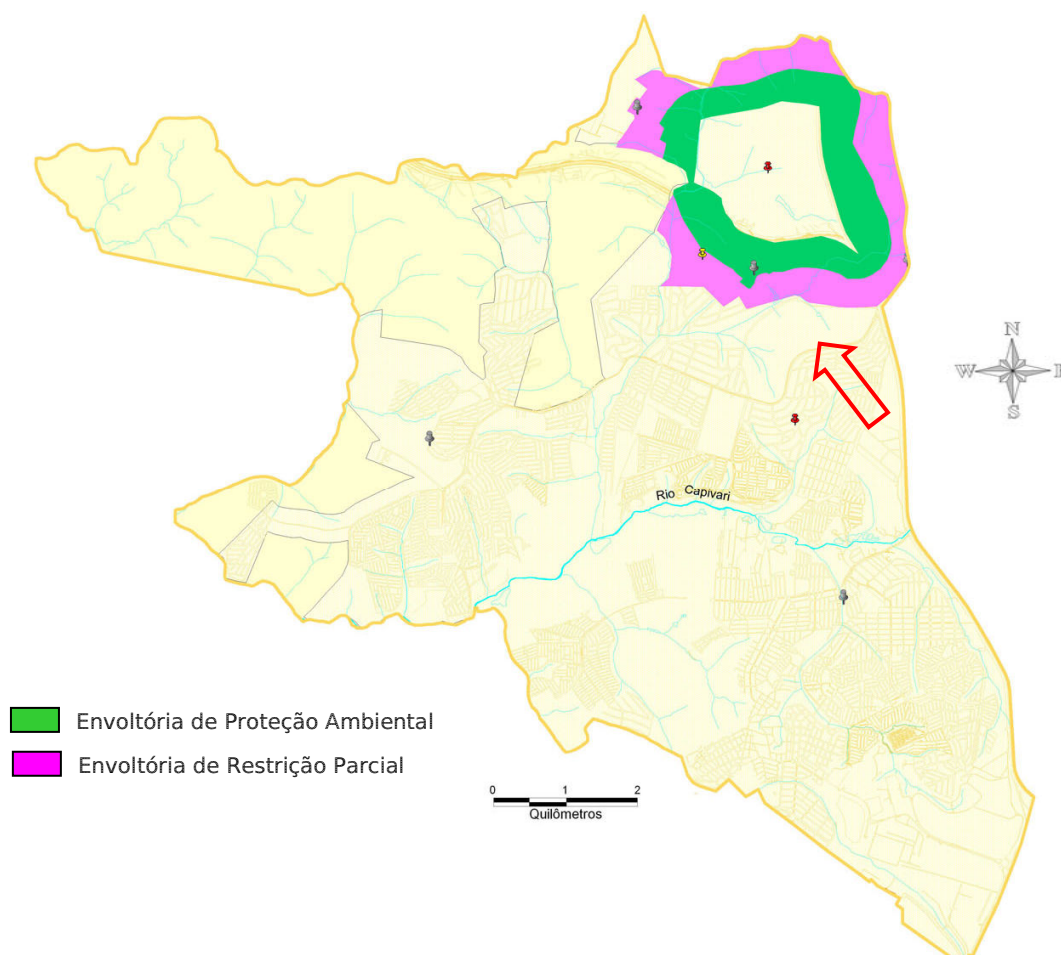 N
W E
S
Rio Capivari
Envoltória de Proteção Ambiental
Envoltória de Restrição Parcial
0 1 2
Quilômetros